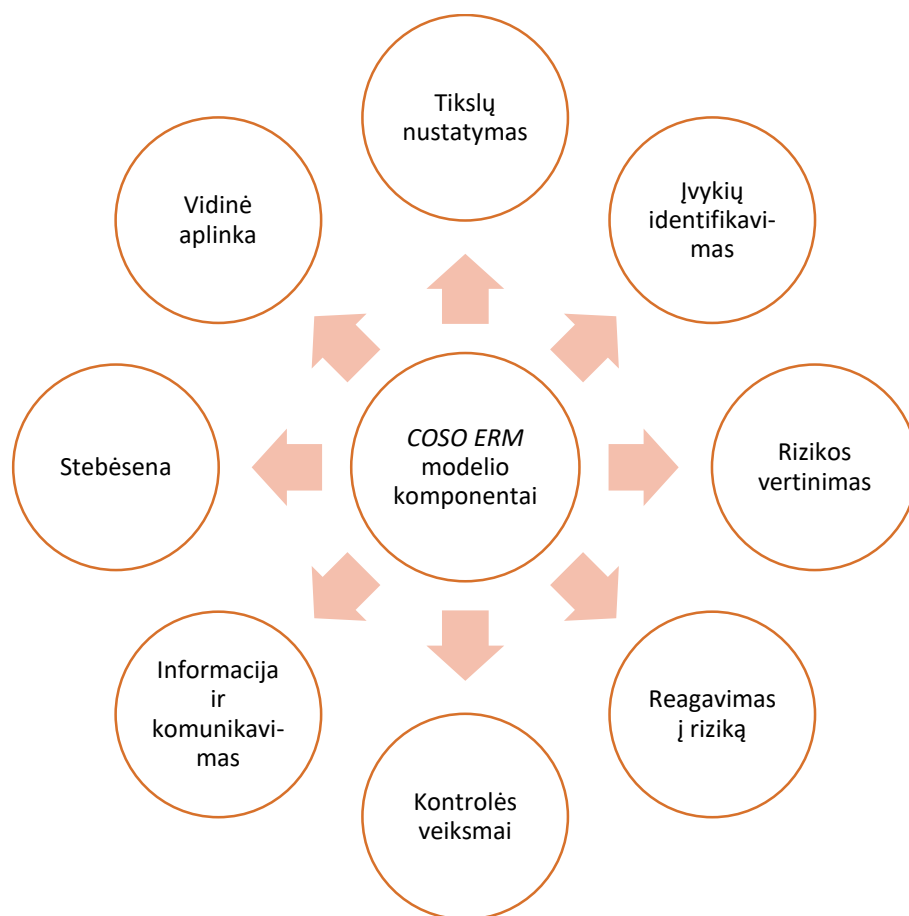 Tikslų
nustatymas
Įvykių
identifikavi-
mas
Vidinė
aplinka
COSO ERM
modelio
komponentai
Stebėsena
Rizikos
vertinimas
Informacija
ir
komunikavi-
mas
Reagavimas
į riziką
Kontrolės
veiksmai